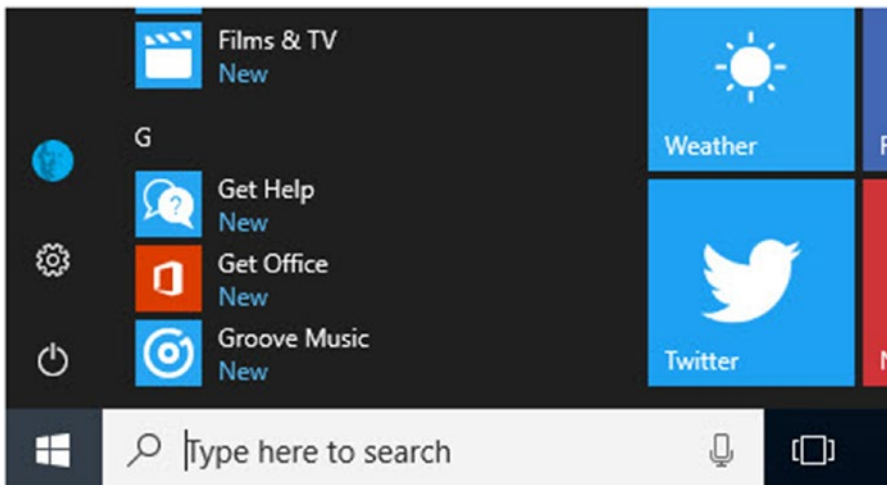 Films & TV
New
G
Get Help
New
Get Office
New
Groove Music
New
Weather
Twitter
Type here to search